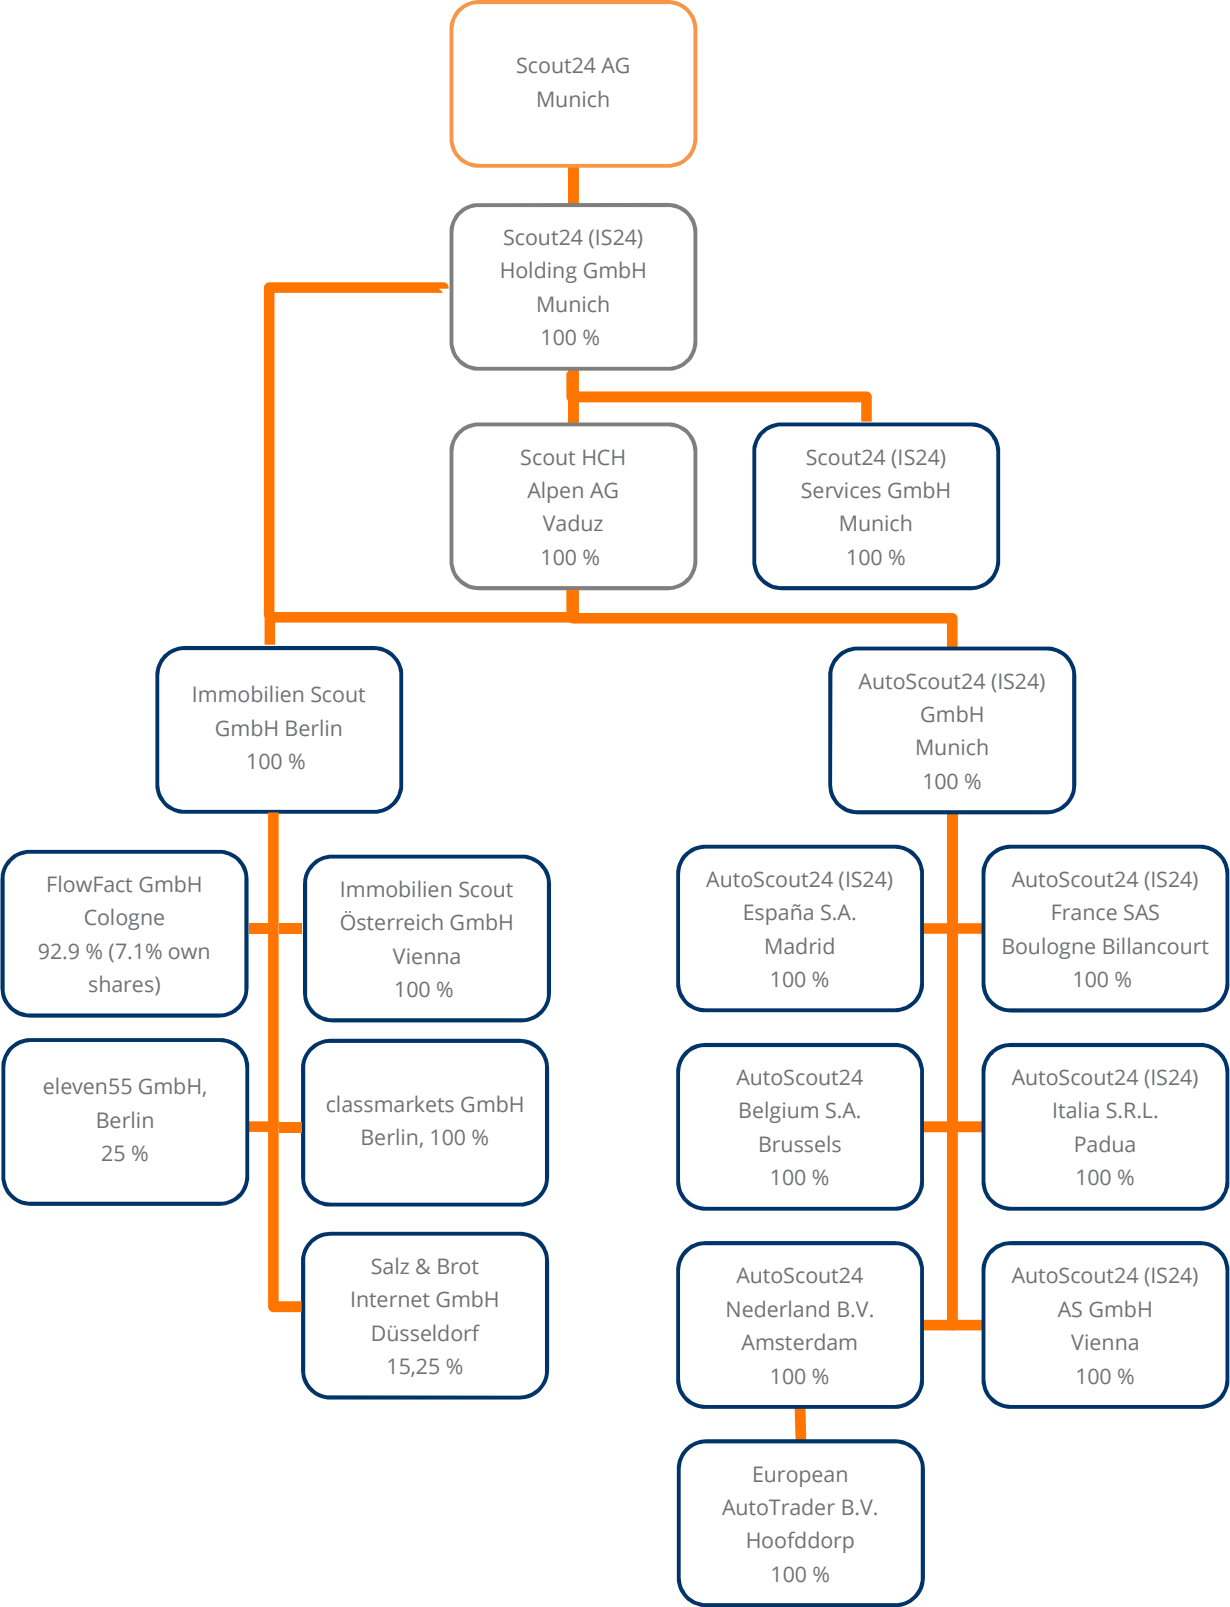 Scout24 AG
Munich
Scout24 (IS24)
Holding GmbH
Munich
100 %
Scout HCH
Alpen AG
Vaduz
100 %
Scout24 (IS24)
Services GmbH
Munich
100 %
Immobilien Scout
GmbH Berlin
100 %
AutoScout24 (IS24)
GmbH
Munich
100 %
FlowFact GmbH
Cologne
92.9 % (7.1% own
shares)
Immobilien Scout
Österreich GmbH
Vienna
100 %
AutoScout24 (IS24)
España S.A.
Madrid
100 %
AutoScout24 (IS24)
France SAS
Boulogne Billancourt
100 %
eleven55 GmbH,
Berlin
25 %
classmarkets GmbH
Berlin, 100 %
AutoScout24
Belgium S.A.
Brussels
100 %
AutoScout24 (IS24)
Italia S.R.L.
Padua
100 %
Salz & Brot
Internet GmbH
Düsseldorf
15,25 %
AutoScout24
Nederland B.V.
Amsterdam
100 %
AutoScout24 (IS24)
AS GmbH
Vienna
100 %
European
AutoTrader B.V.
Hoofddorp
100 %